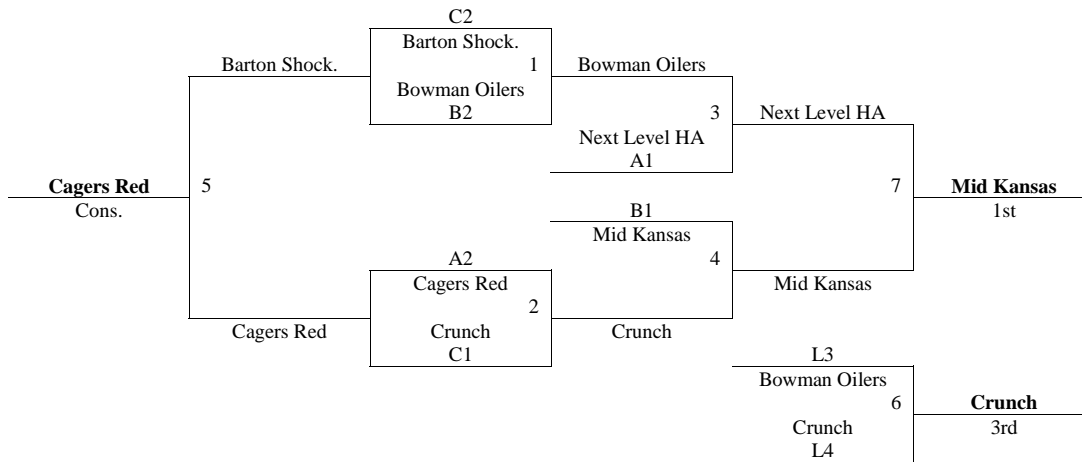 C2
Barton Shock.
Barton Shock.
1
Bowman Oilers
Bowman Oilers
B2
3
Next Level HA
Next Level HA
A1
Cagers Red
5
7
Mid Kansas
Cons.
B1
1st
Mid Kansas
A2
4
Cagers Red
Mid Kansas
2
Cagers Red
Crunch
Crunch
C1
L3
Bowman Oilers
6
Crunch
Crunch
3rd
L4